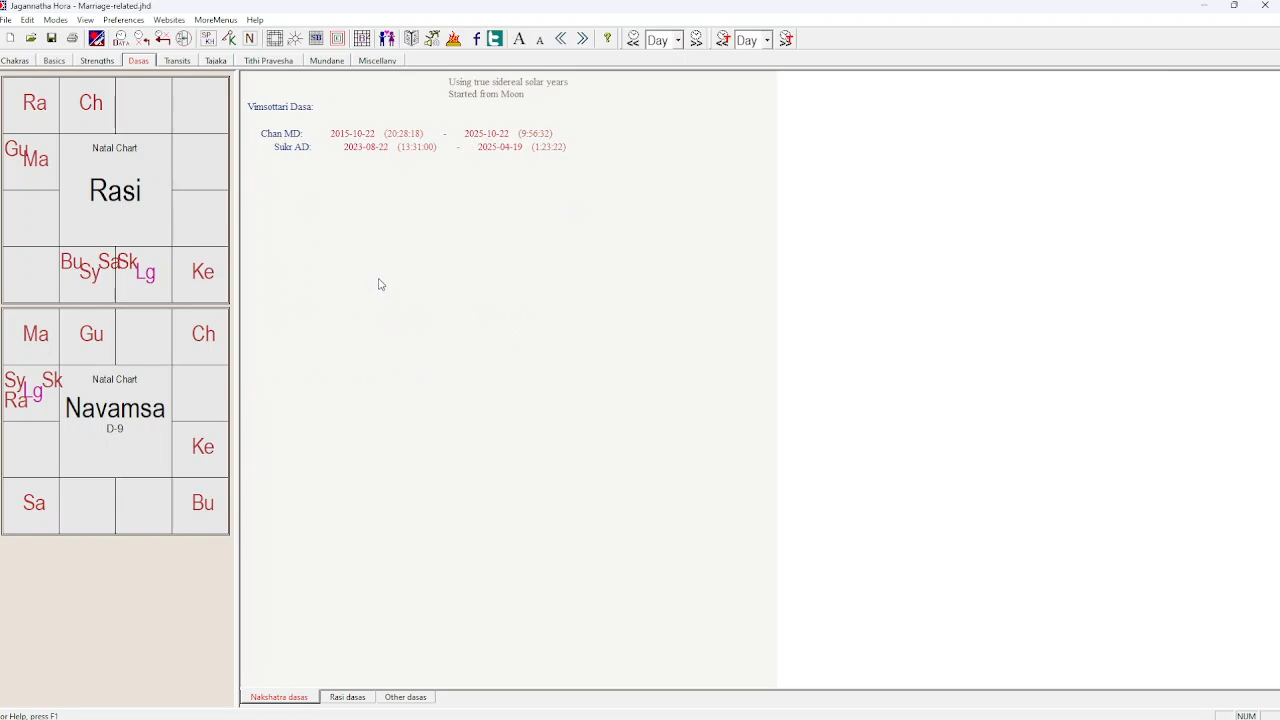 Jagannatha Hora - Marriage-related.jhd
File Edit Modes View Preferences Websites MoreMenus Help
Day Day
Chakras Basics Strengths Dasas Transits Tajaka Tithi Pravesha Mundane Miscellany
Ra Ch
Gu Ma
Natal Chart
Rasi
Bu Sy Sa Sk Lg Ke
Ma Gu Ch
Sy Ra Lg Sk
Natal Chart
Navamsa
D-9
Ke
Sa Bu
Using true sidereal solar years
Started from Moon
Vimsottari Dasa:
Chan MD: 2015-10-22 (20:28:18) - 2025-10-22 (9:56:32)
Sukr AD: 2023-08-22 (13:31:00) - 2025-04-19 (1:23:22)
Nakshatra dasas Rasi dasas Other dasas
or Help, press F1
NUM